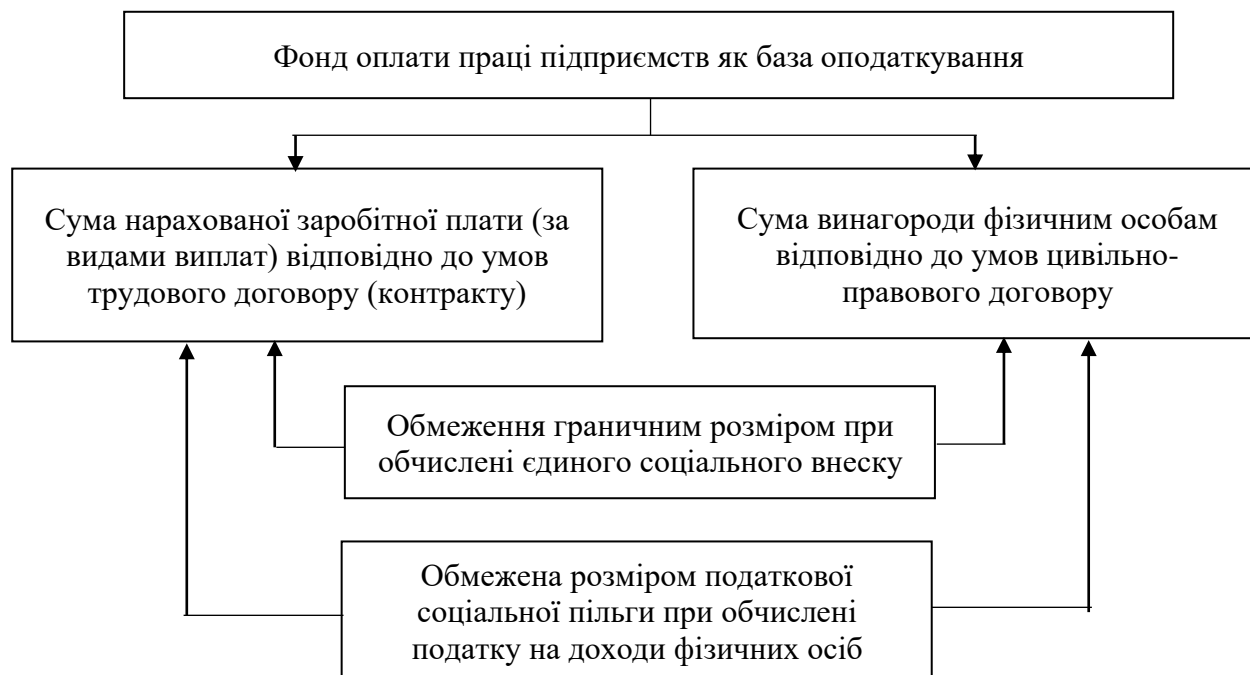 Фонд оплати праці підприємств як база оподаткування
Сума нарахованої заробітної плати (за
видами виплат) відповідно до умов
трудового договору (контракту)
Сума винагороди фізичним особам
відповідно до умов цивільно-
правового договору
Обмеження граничним розміром при
обчислені єдиного соціального внеску
Обмежена розміром податкової
соціальної пільги при обчислені
податку на доходи фізичних осіб